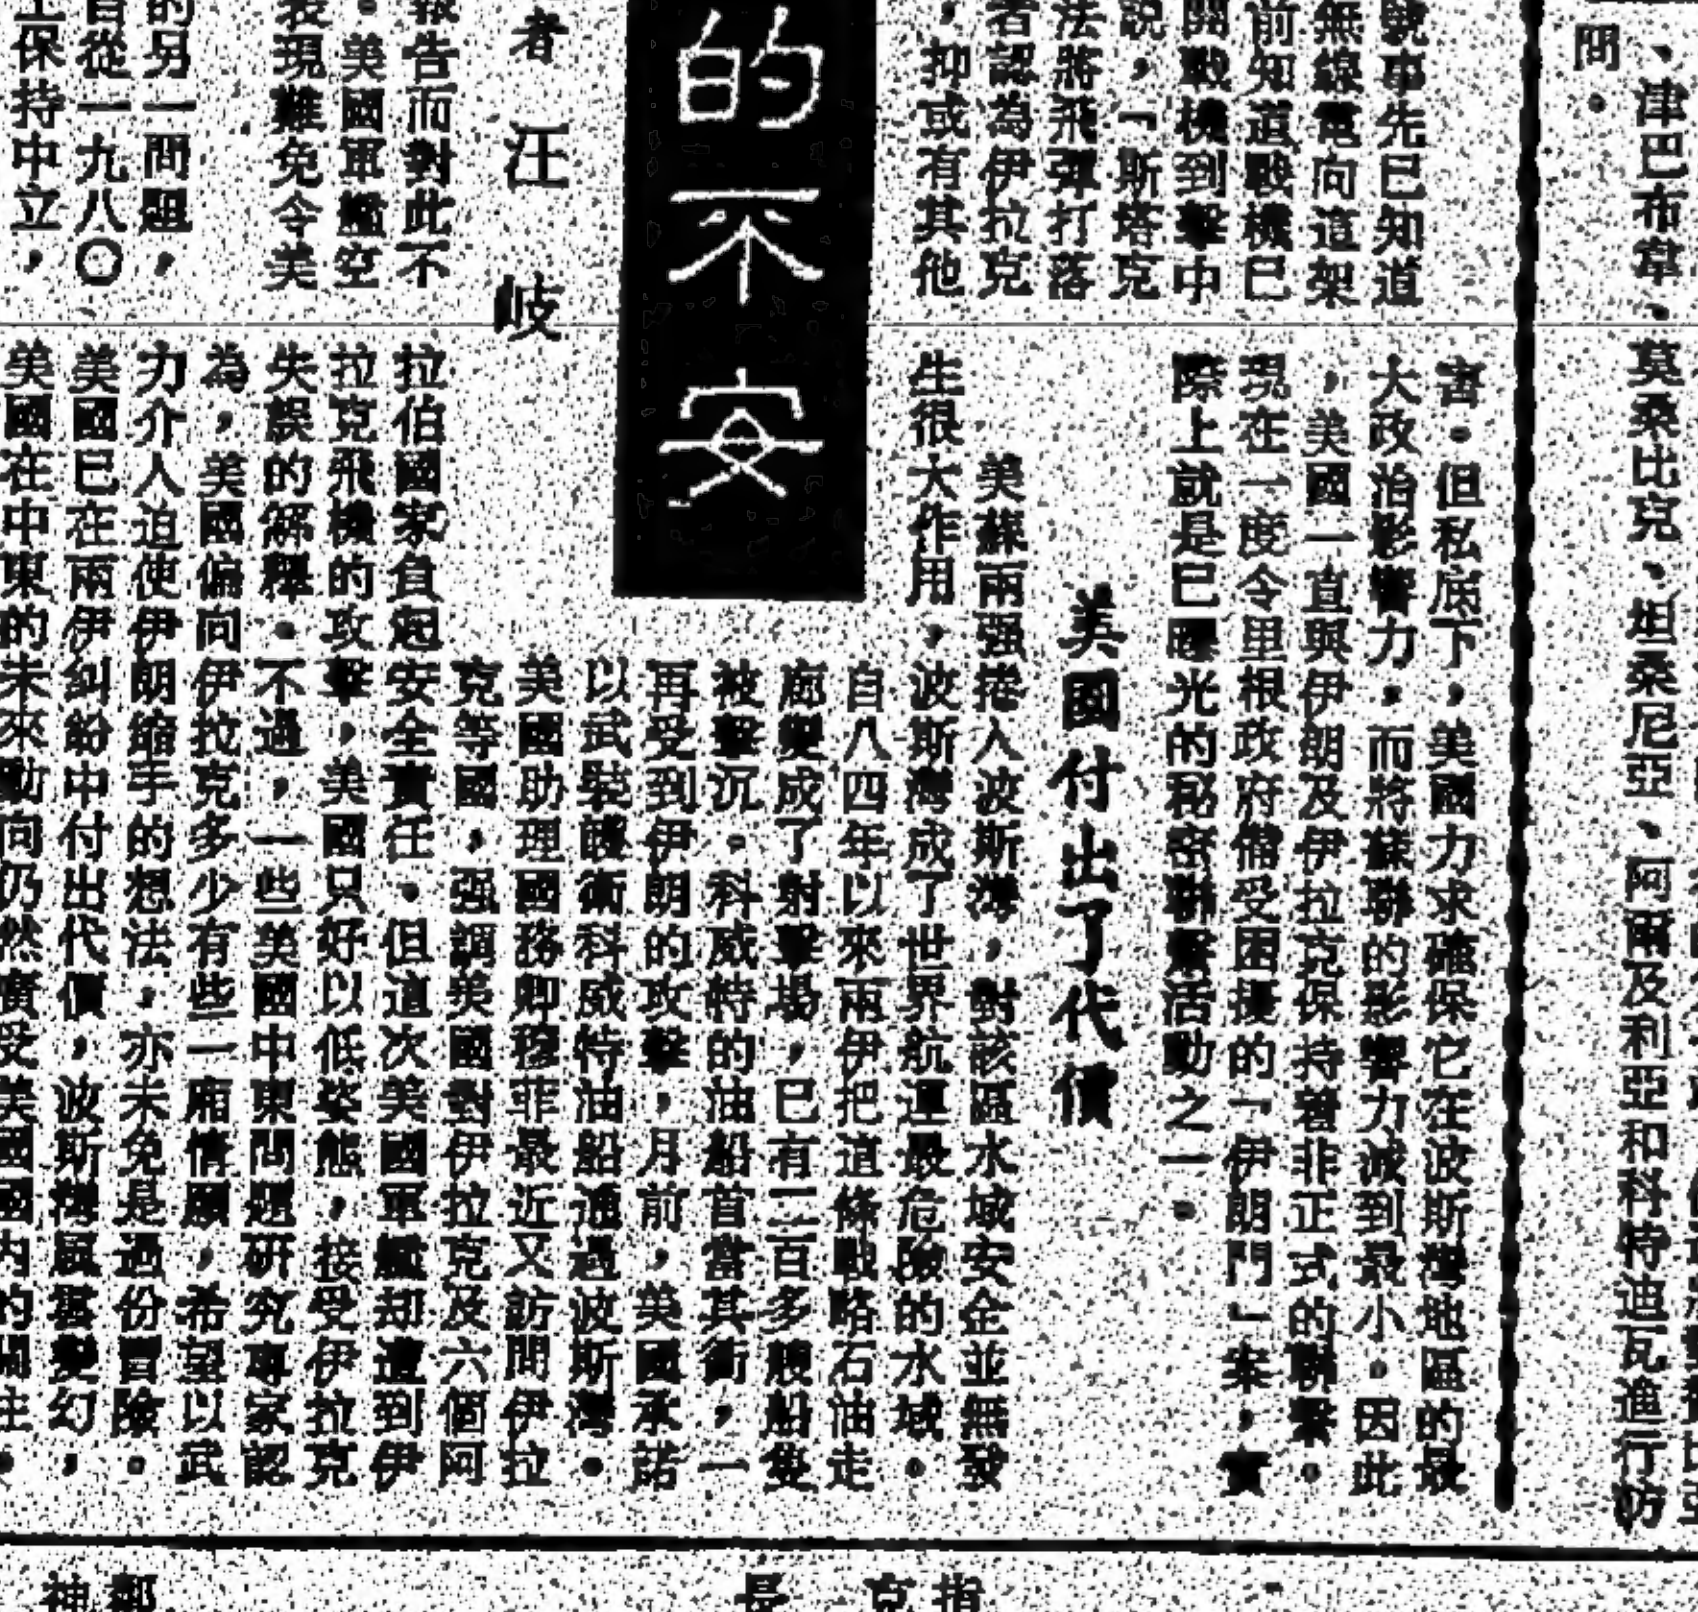 、津巴布韋、莫桑比克、坦桑尼亞、阿爾及利亞和科特迪瓦進行訪
問。
就事先已知道
無線電向這架
前知道戰機已
開戰機到擊中
說，「斯塔克
法將飛彈打落
者認為伊拉克
，抑或有其他
的不安
者 汪 岐
報告而對此不
。美國軍艦空
表現難免令美
的另一問題，
自從一九八〇
保持中立，
害。但私底下，美國力求確保它在波斯灣地區的最
大政治影響力，而將蘇聯的影響力減到最小。因此
，美國一直與伊朗及伊拉克保持着非正式的聯繫。
現在一度令里根政府備受困擾的「伊朗門」案，實
際上就是已曝光的秘密聯繫活動之一。
美國付出了代價
美蘇兩强捲入波斯灣，對該區水域安全並無發
生很大作用，波斯灣成了世界航運最危險的水域。
自八四年以來兩伊把這條戰略石油走
廊變成了射擊場，已有二百多艘船隻
被擊沉。科威特的油船首當其衝，一
再受到伊朗的攻擊，月前，美國承諾
以武裝護衛科威特油船通過波斯灣。
美國助理國務卿穆菲最近又訪問伊拉
克等國，强調美國對伊拉克及六個阿
拉伯國家負起安全責任。但這次美國軍艦却遭到伊
拉克飛機的攻擊，美國只好以低姿態，接受伊拉克
失誤的解釋。不過，一些美國中東問題研究專家認
為，美國偏向伊拉克多少有些一廂情願，希望以武
力介人迫使伊朗縮手的想法，亦未免是過份冒險。
美國已在兩伊糾紛中付出代價，波斯灣風雲變幻，
美國在中東的未來動向仍然廣受美國國內的關注。